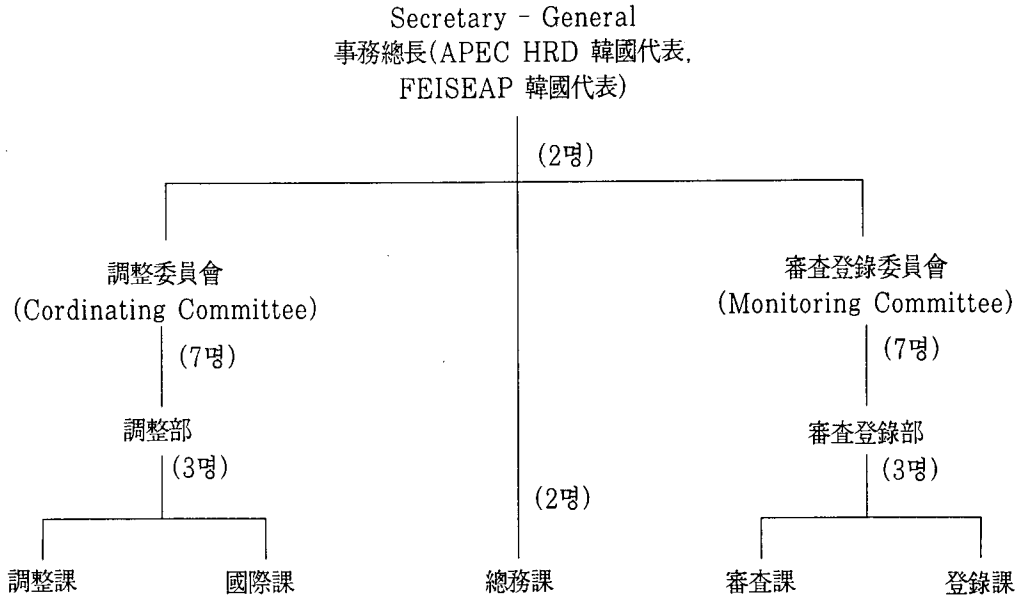 Secretary - General
事務總長(APEC HRD 韓國代表,
FEISEAP 韓國代表)
(2명)
調整委員會
(Cordinating Committee)
(7명)
審査登錄委員會
(Monitoring Committee)
(7명)
調整部
(3명)
審査登錄部
(3명)
(2명)
調整課
國際課
總務課
審査課
登錄課